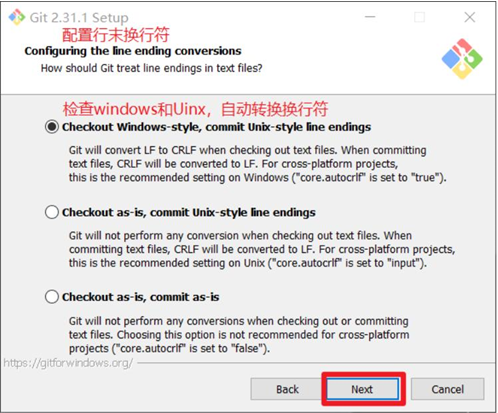 Git 2.31.1 Setup
配置行末换行符
Configuring the line ending conversions
How should Git treat line endings in text files?
检查windows和Uinx，自动转换换行符
Checkout Windows-style, commit Unix-style line endings
Git will convert LF to CRLF when checking out text files. When committing
text files, CRLF will be converted to LF. For cross-platform projects,
this is the recommended setting on Windows ("core.autocrlf" is set to "true").
Checkout as-is, commit Unix-style line endings
Git will not perform any conversion when checking out text files. When
committing text files, CRLF will be converted to LF. For cross-platform projects,
this is the recommended setting on Unix ("core.autocrlf" is set to "input").
Checkout as-is, commit as-is
Git will not perform any conversions when checking out or committing
text files. Choosing this option is not recommended for cross-platform
projects ("core.autocrlf" is set to "false").
https://gitforwindows.org/
Back
Next
Cancel